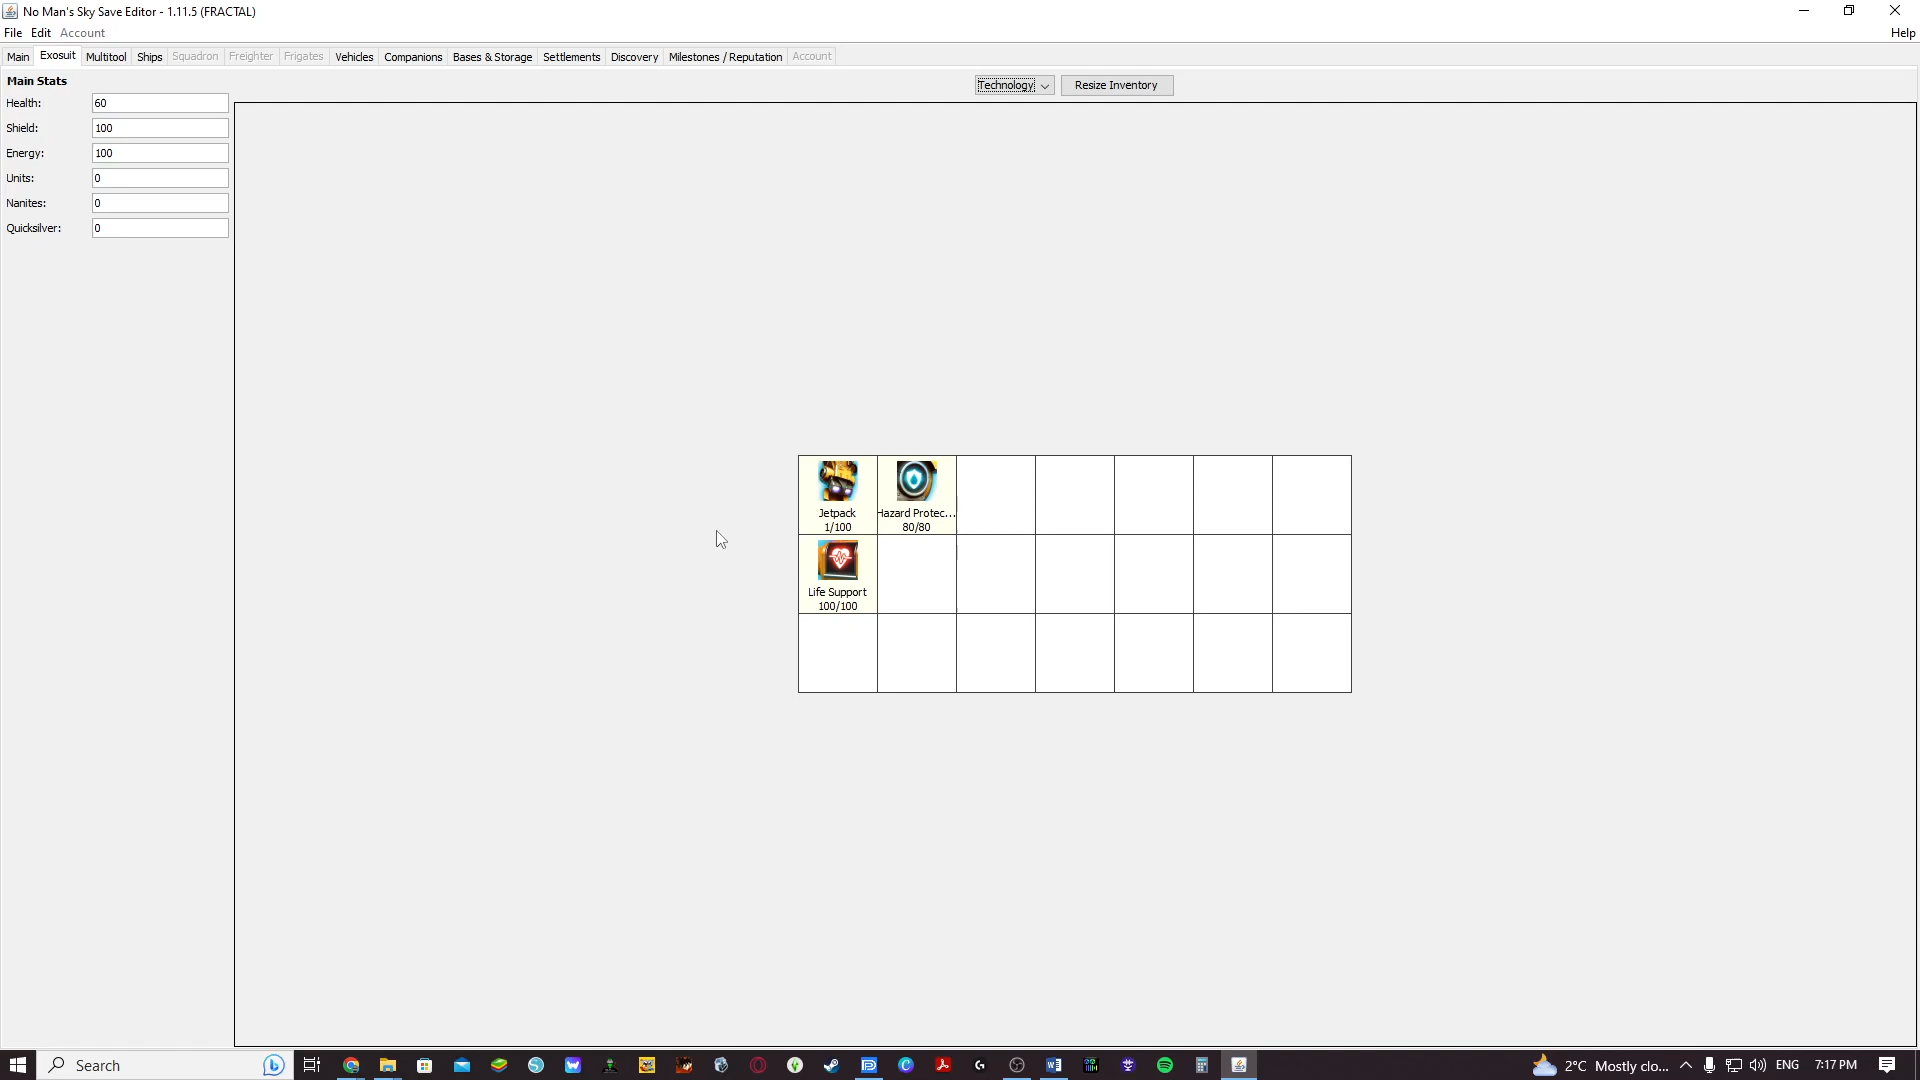 No Man's Sky Save Editor - 1.11.5 (FRACTAL)
File Edit Account Help
Main Exosuit Multitool Ships Squadron Freighter Frigates Vehicles Companions Bases & Storage Settlements Discovery Milestones / Reputation Account
Main Stats
Technology Resize Inventory
Health: 60
Shield: 100
Energy: 100
Units: 0
Nanites: 0
Quicksilver: 0
Jetpack Hazard Protec...
1/100 80/80
Life Support
100/100
Search 2°C Mostly clo... ENG 7:17 PM